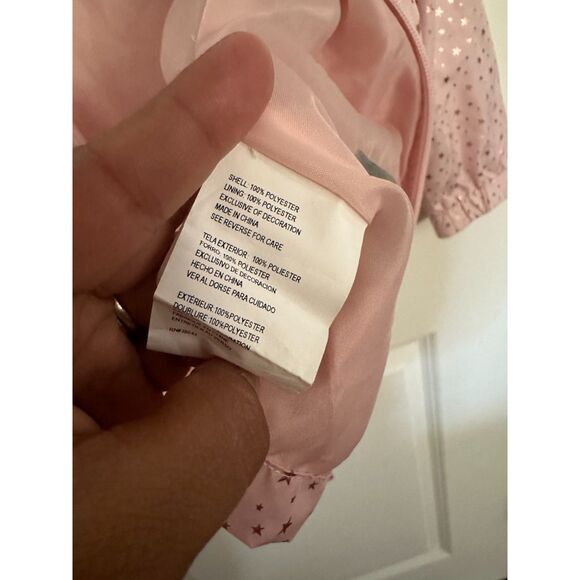 SHELL: 100% POLYESTER
LINING: 100% POLYESTER
EXCLUSIVE OF DECORATION
MADE IN CHINA
SEE REVERSE FOR CARE
TELA EXTERIOR: 100% POLIESTER
FORRO: 100% POLIESTER
EXCLUSIVO DE DECORACION
HECHO EN CHINA
VER AL DORSE PARA CUIDADO
EXTÉRIEUR: 100%POLYESTER
DOUBLURE 100%POLYESTER